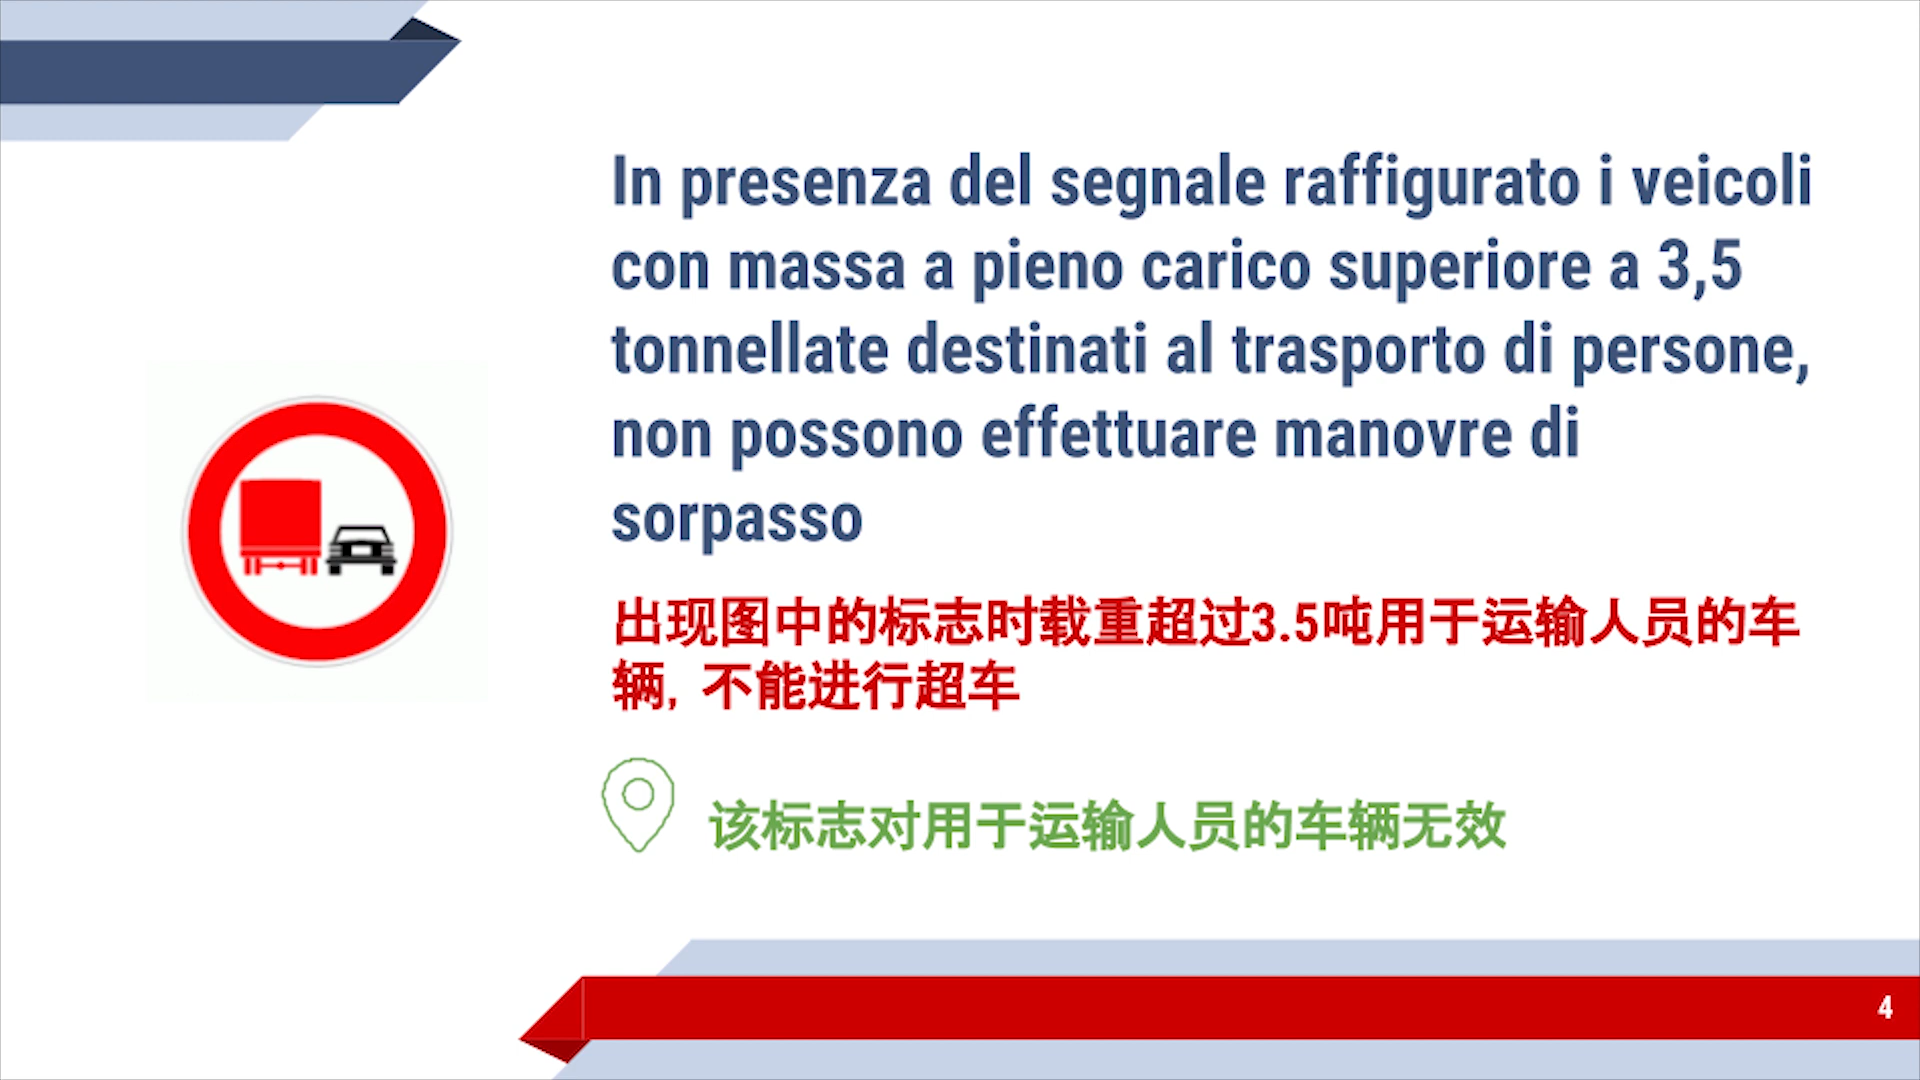 In presenza del segnale raffigurato i veicoli
con massa a pieno carico superiore a 3,5
tonnellate destinati al trasporto di persone,
non possono effettuare manovre di
sorpasso
出现图中的标志时载重超过3.5吨用于运输人员的车
辆, 不能进行超车
该标志对用于运输人员的车辆无效
4